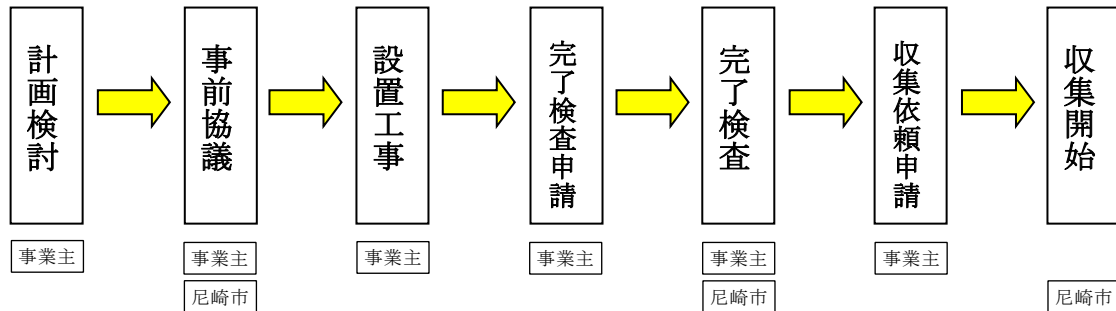 計画検討
事前協議
設置工事
完了検査申請
完了検査
収集依頼申請
収集開始
事業主
事業主
事業主
事業主
事業主
事業主
尼崎市
尼崎市
尼崎市